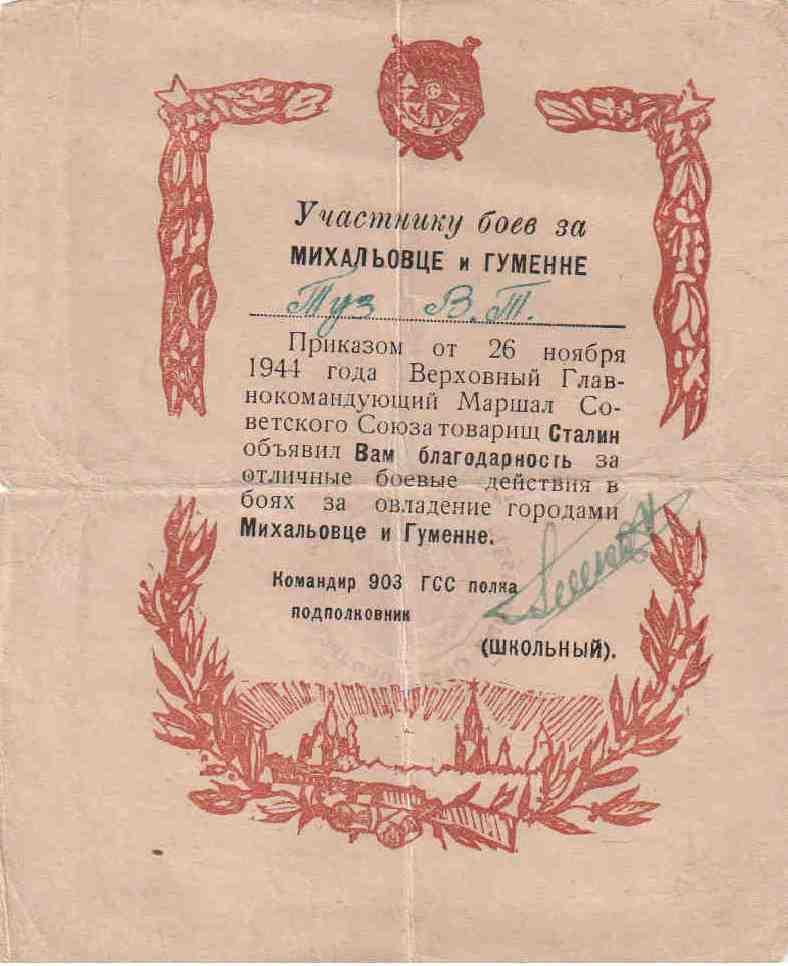 Участнику боев за
МИХАЛЬОВЦЕ и ГУМЕННЕ
Туз В.Т.
Приказом от 26 ноября
1944 года Верховный Глав-
нокомандующий Маршал Со-
ветского Союза товарищ Сталин
объявил Вам благодарность за
отличные боевые действия в
боях за овладение городами
Михальовце и Гуменне.
Командир 903 ГСС полка
подполковник
(ШКОЛЬНЫЙ).